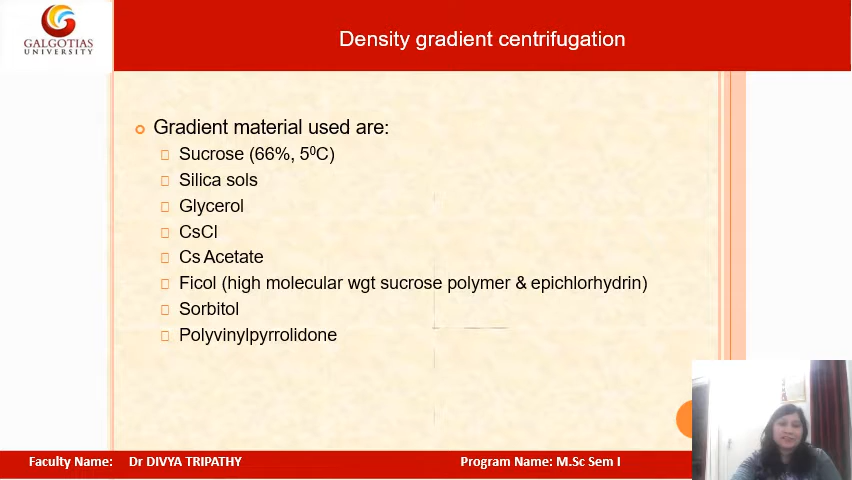 GALGOTIAS
UNIVERSITY
Density gradient centrifugation
Gradient material used are:
Sucrose (66%, 5⁰C)
Silica sols
Glycerol
CsCl
Cs Acetate
Ficol (high molecular wgt sucrose polymer & epichlorhydrin)
Sorbitol
Polyvinylpyrrolidone
Faculty Name: Dr DIVYA TRIPATHY
Program Name: M.Sc Sem I